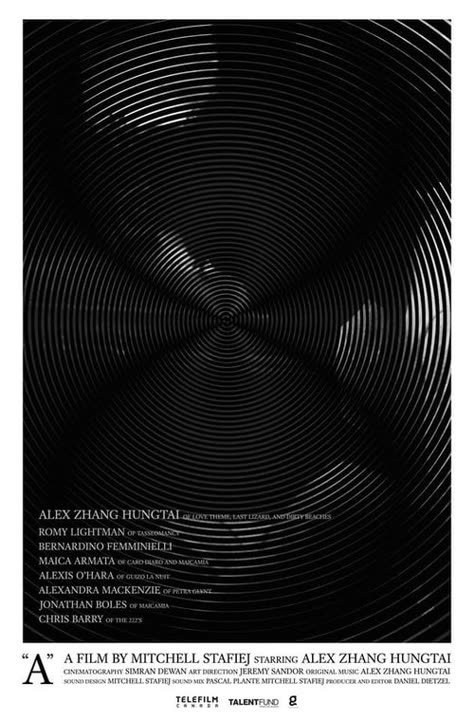 ALEX ZHANG HUNGTAI OF LOVE THEME, LAST LIZARD, AND DIRTY BEACHES
ROMY LIGHTMAN OF TASSEOMANCY
BERNARDINO FEMMINIELLI
MAICA ARMATA OF CARO DIARO AND MAICAMIA
ALEXIS O'HARA OF GUIZO LA NUIT
ALEXANDRA MACKENZIE OF PETRA GLYNT
JONATHAN BOLES OF MAICAMIA
CHRIS BARRY OF THE 222'S
"A" A FILM BY MITCHELL STAFIEJ STARRING ALEX ZHANG HUNGTAI
CINEMATOGRAPHY SIMRAN DEWAN ART DIRECTION JEREMY SANDOR ORIGINAL MUSIC ALEX ZHANG HUNGTAI
SOUND DESIGN MITCHELL STAFIEJ SOUND MIX PASCAL PLANTE MITCHELL STAFIEJ PRODUCER AND EDITOR DANIEL DIETZEL
TELEFILM CANADA TALENTFUND